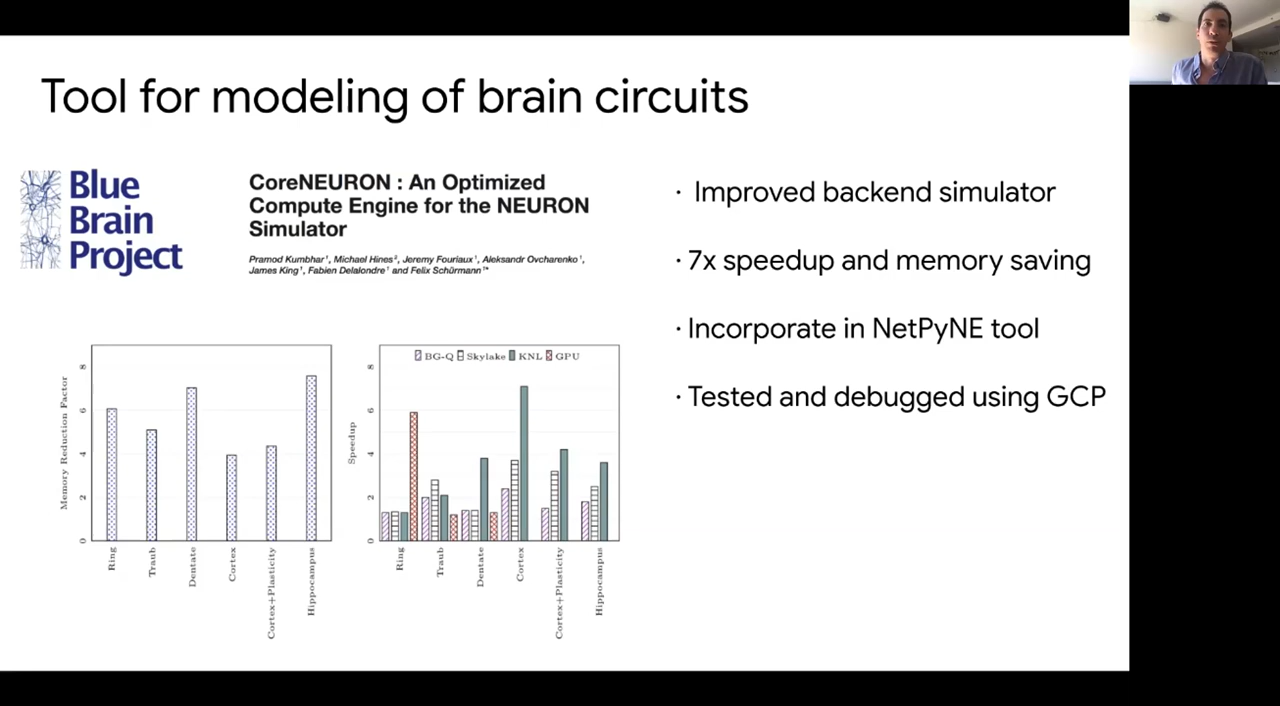 Tool for modeling of brain circuits
Blue
Brain
Project
CoreNEURON : An Optimized
Compute Engine for the NEURON
Simulator
Pramod Kumbhar¹, Michael Hines², Jeremy Fouriaux¹, Aleksandr Ovcharenko¹,
James King¹, Fabien Delalondre¹ and Felix Schürmann¹*
· Improved backend simulator
· 7x speedup and memory saving
· Incorporate in NetPyNE tool
· Tested and debugged using GCP
Memory Reduction Factor
0
2
4
6
8
Ring
Traub
Dentate
Cortex
Cortex+Plasticity
Hippocampus
BG-Q Skylake KNL GPU
Speedup
0
2
4
6
8
Ring
Traub
Dentate
Cortex
Cortex+Plasticity
Hippocampus